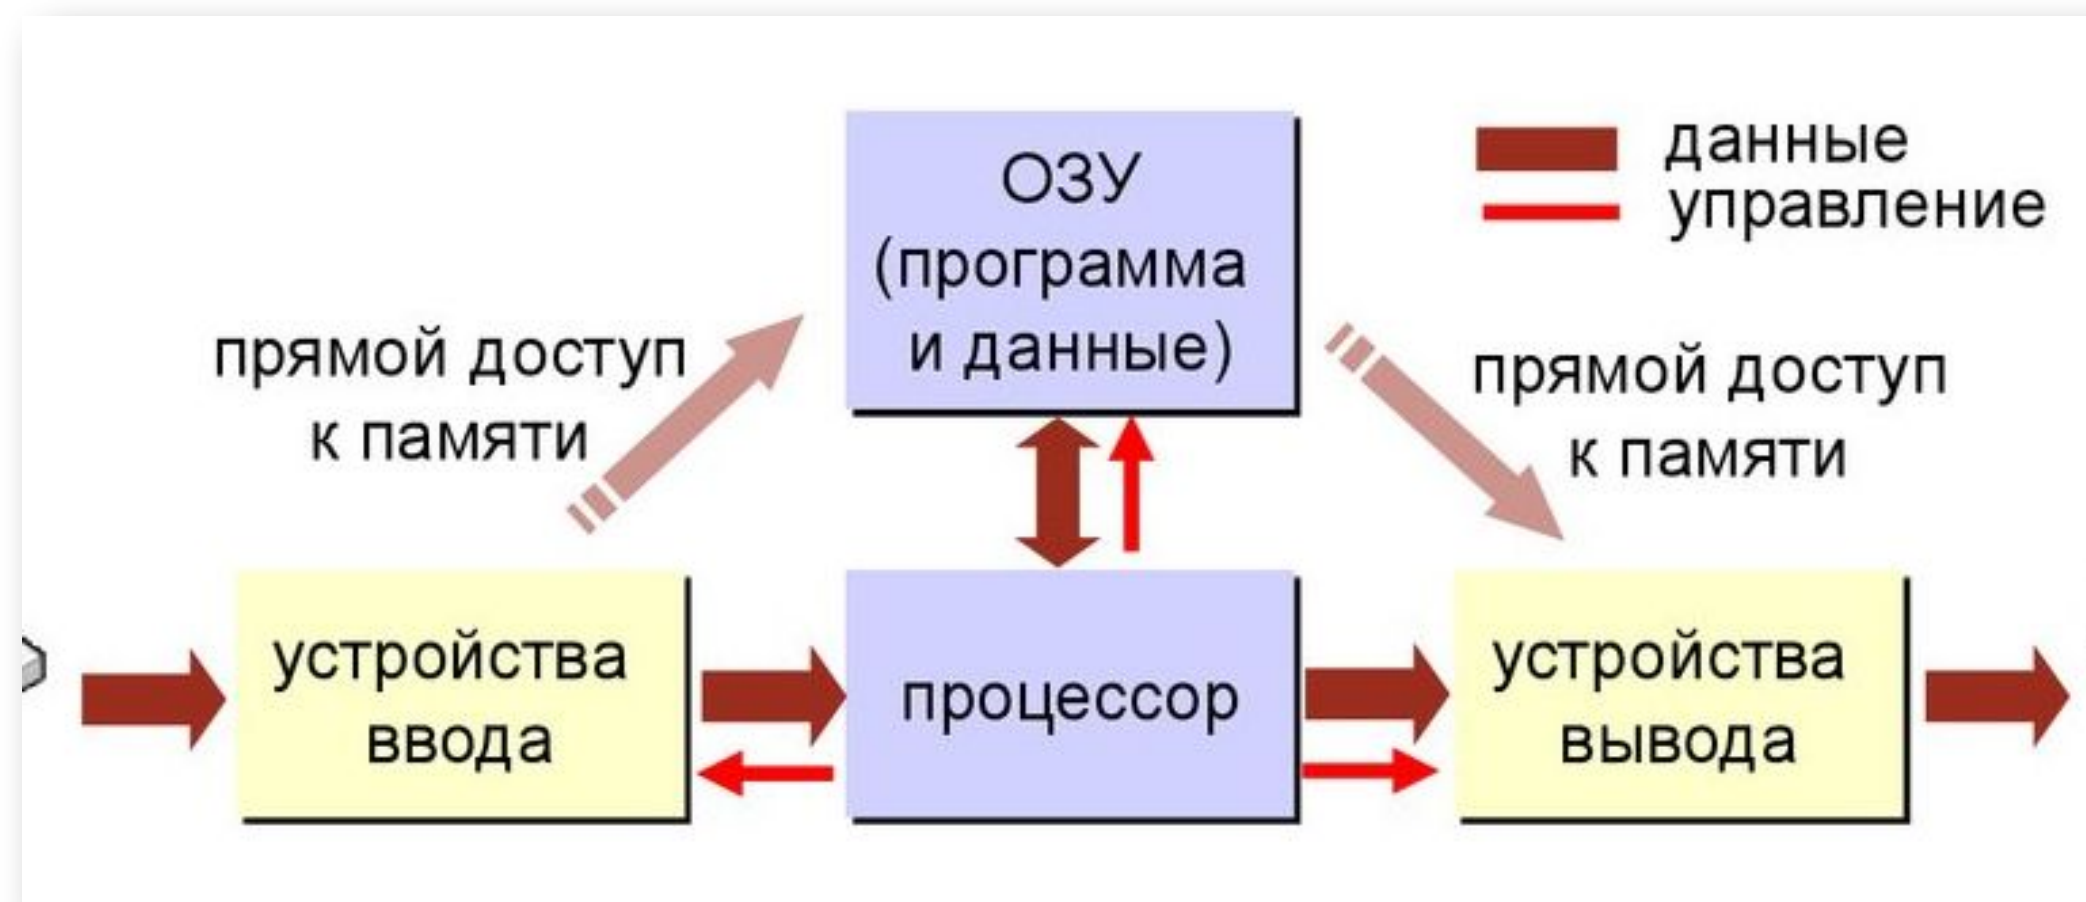 ОЗУ
(программа
и данные)
данные
управление
прямой доступ
к памяти
прямой доступ
к памяти
устройства
ввода
процессор
устройства
вывода